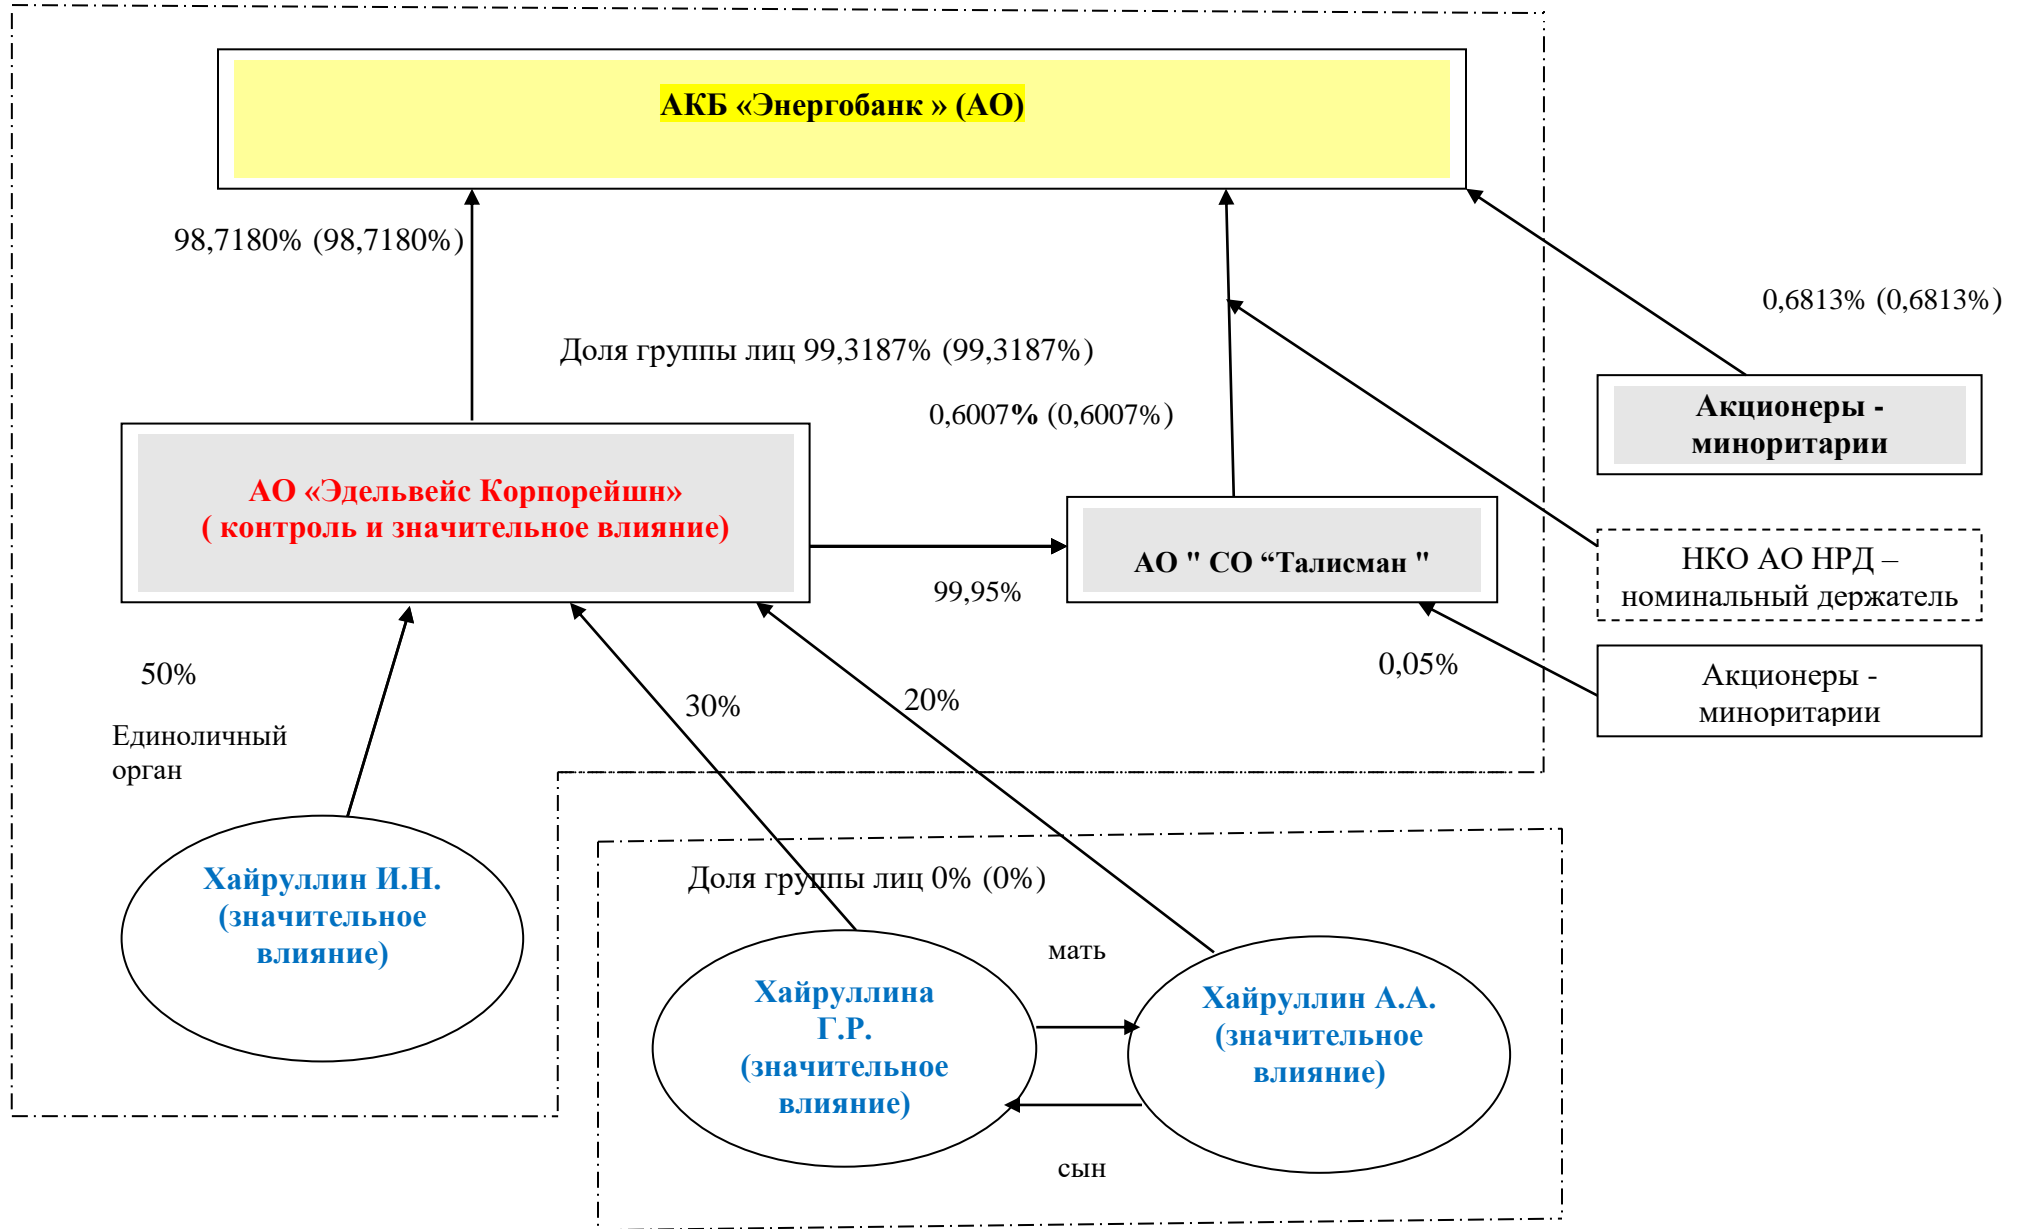 АКБ «Энергобанк » (АО)
98,7180% (98,7180%)
0,6813% (0,6813%)
Доля группы лиц 99,3187% (99,3187%)
0,6007% (0,6007%)
Акционеры -
миноритарии
АО «Эдельвейс Корпорейшн»
( контроль и значительное влияние)
АО " СО “Талисман "
НКО АО НРД –
номинальный держатель
99,95%
0,05%
Акционеры -
миноритарии
50%
30%
20%
Единоличный
орган
Хайруллин И.Н.
(значительное
влияние)
Доля группы лиц 0% (0%)
мать
Хайруллина
Г.Р.
(значительное
влияние)
Хайруллин А.А.
(значительное
влияние)
сын